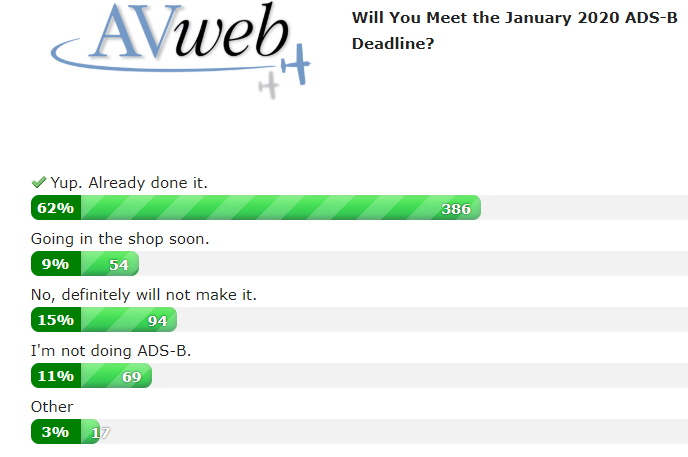 AVweb
Will You Meet the January 2020 ADS-B
Deadline?
Yup. Already done it.
62% 386
Going in the shop soon.
9% 54
No, definitely will not make it.
15% 94
I'm not doing ADS-B.
11% 69
Other
3% 17